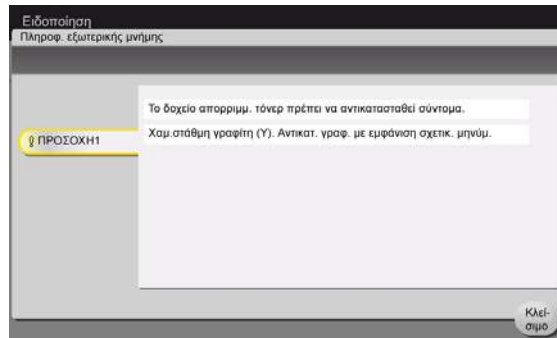 Ειδοποίηση
Πληροφ. εξωτερικής μνήμης
Το δοχείο απορριμμ. τόνερ πρέπει να αντικατασταθεί σύντομα.
ΠΡΟΣΟΧΗ1
Χαμ.στάθμη γραφίτη (Y). Αντικατ. γραφ. με εμφάνιση σχετικ. μηνύμ.
Κλεί-
σιμο